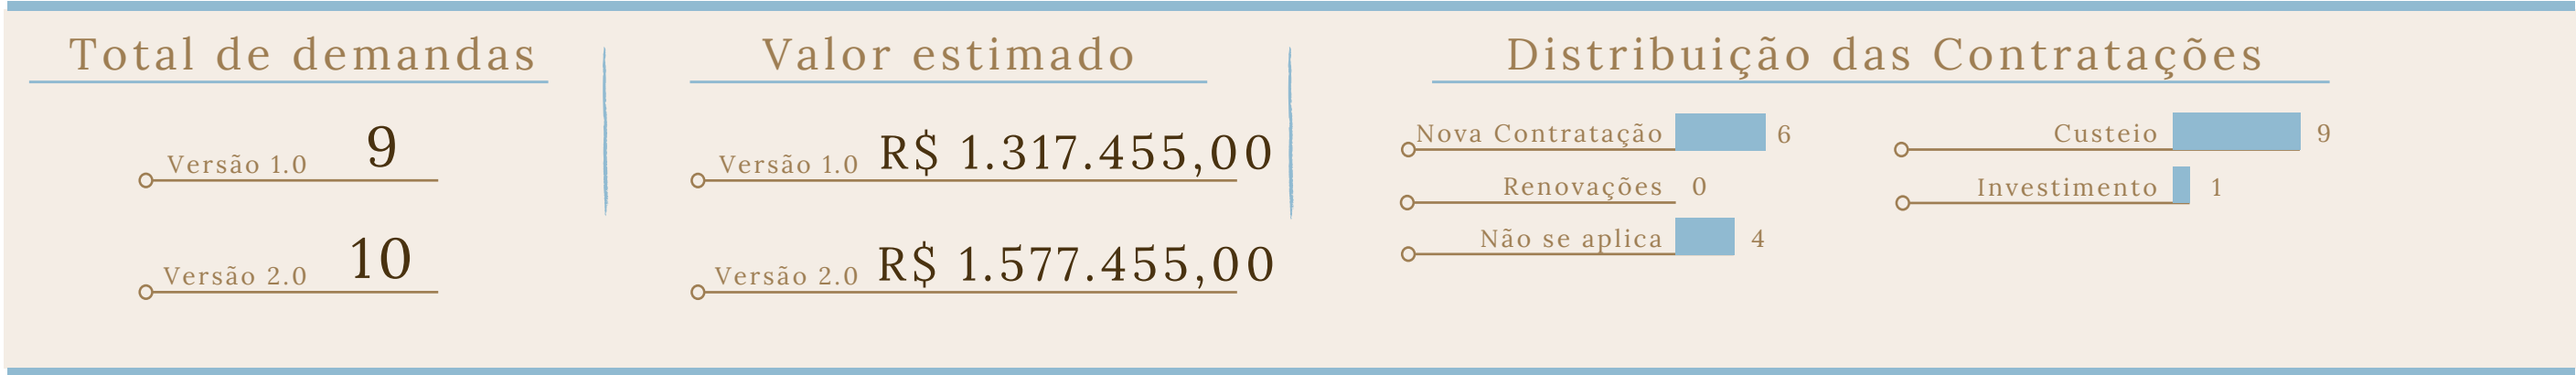 Total de demandas
Versão 1.0 9
Versão 2.0 10
Valor estimado
Versão 1.0 R$ 1.317.455,00
Versão 2.0 R$ 1.577.455,00
Distribuição das Contratações
Nova Contratação 6
Renovações 0
Não se aplica 4
Custeio 9
Investimento 1